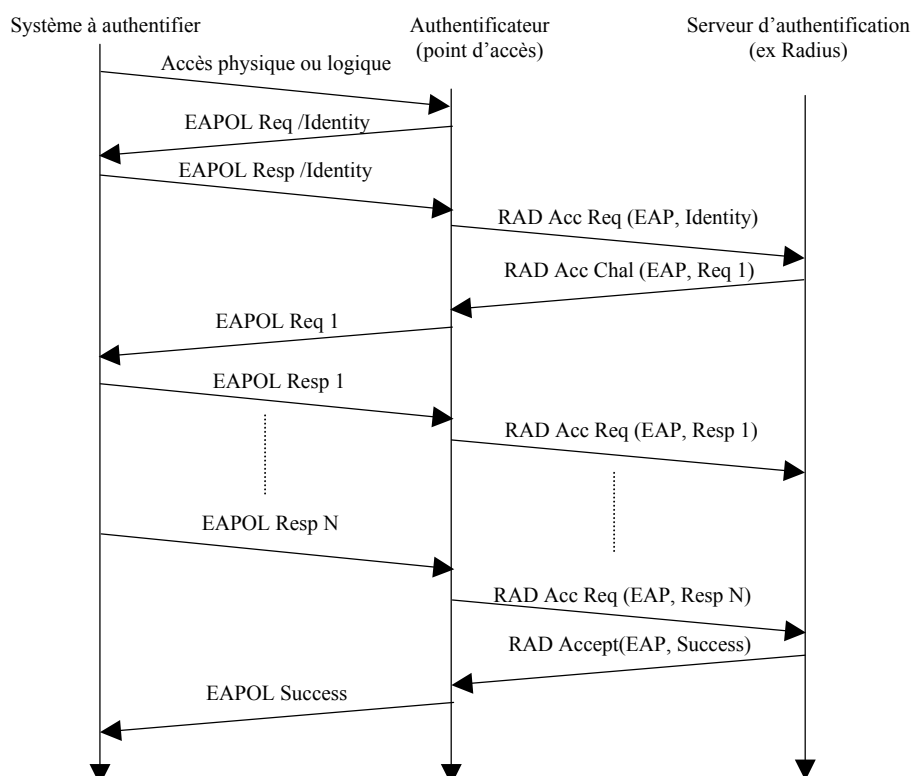 Système à authentifier
Authentificateur
(point d'accès)
Serveur d'authentification
(ex Radius)
Accès physique ou logique
EAPOL Req /Identity
EAPOL Resp /Identity
RAD Acc Req (EAP, Identity)
RAD Acc Chal (EAP, Req 1)
EAPOL Req 1
EAPOL Resp 1
RAD Acc Req (EAP, Resp 1)
EAPOL Resp N
RAD Acc Req (EAP, Resp N)
RAD Accept(EAP, Success)
EAPOL Success